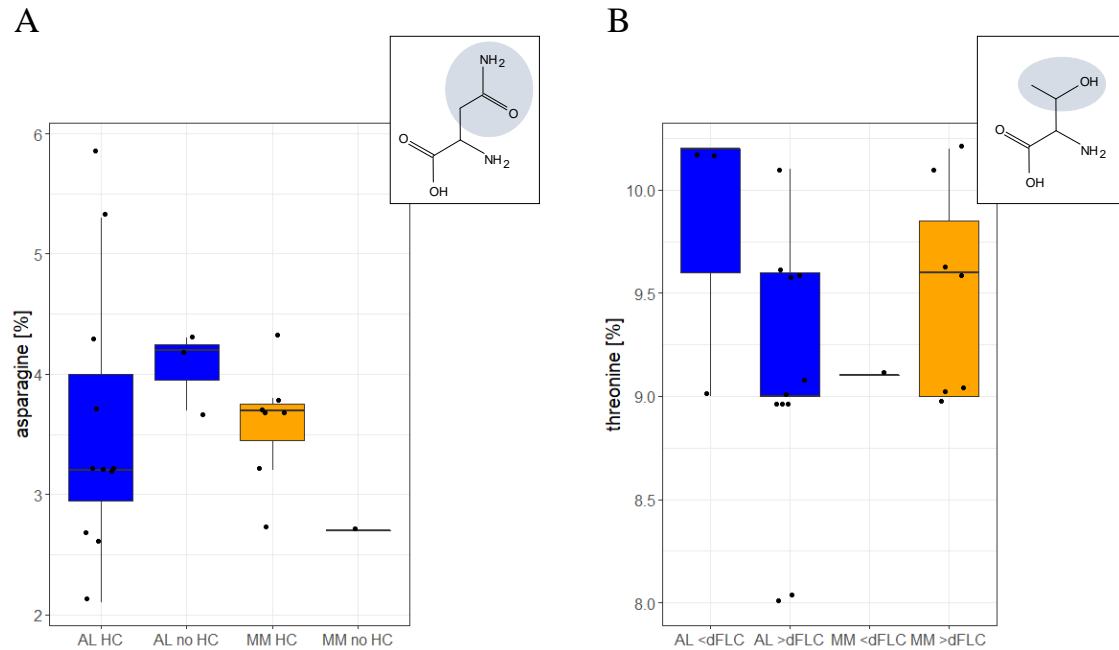 A
B
NH₂
O
O
NH₂
OH
OH
O
NH₂
OH
asparagine [%]
6
5
4
3
2
AL HC AL no HC MM HC MM no HC
threonine [%]
10.0
9.5
9.0
8.5
8.0
AL <dFLC AL >dFLC MM <dFLC MM >dFLC